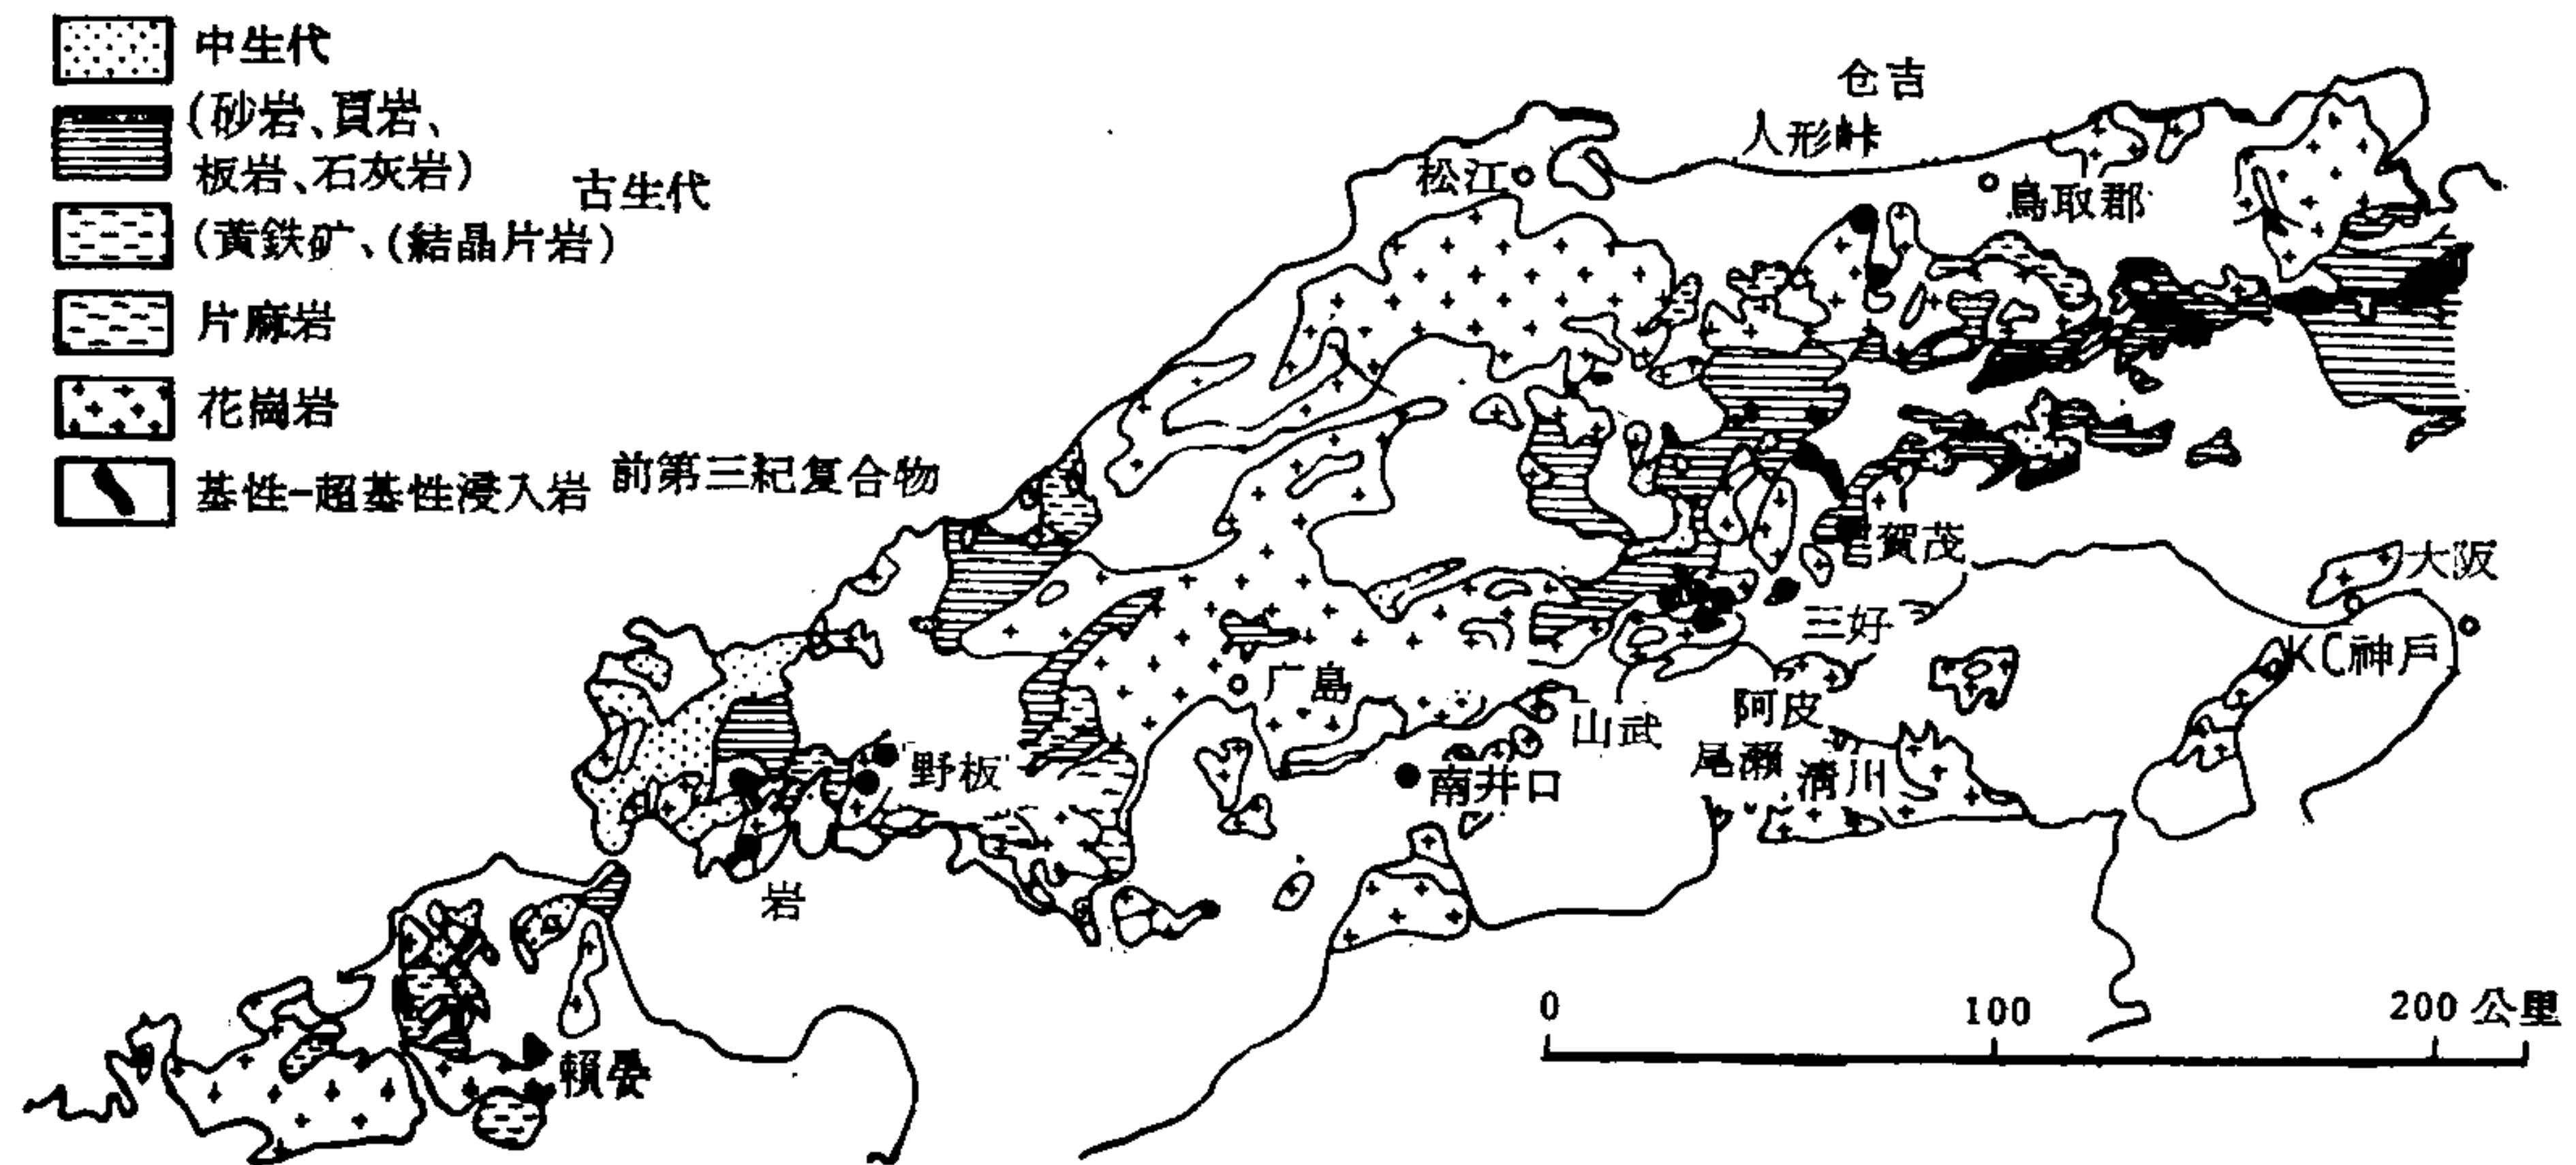 中生代
(砂岩、頁岩、
板岩、石灰岩)
古生代
(黃鉄矿、(結晶片岩)
片麻岩
花崗岩
基性-超基性浸入岩
前第三紀复合物
仓吉
人形峠
松江
鳥取郡
賀茂
大阪
三好
KC神戶
广島
山武
阿皮
尾瀨
清川
野板
南井口
岩
0
100
200 公里